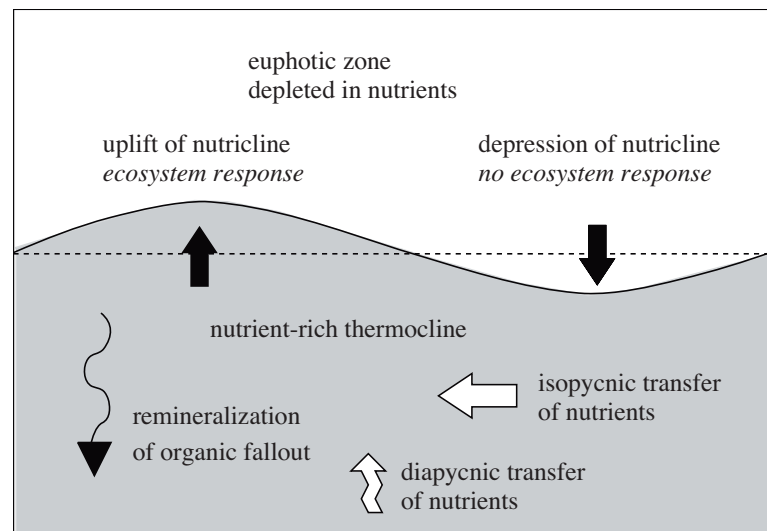 euphotic zone
depleted in nutrients
uplift of nutricline
ecosystem response
depression of nutricline
no ecosystem response
nutrient-rich thermocline
isopycnic transfer
of nutrients
remineralization
of organic fallout
diapycnic transfer
of nutrients